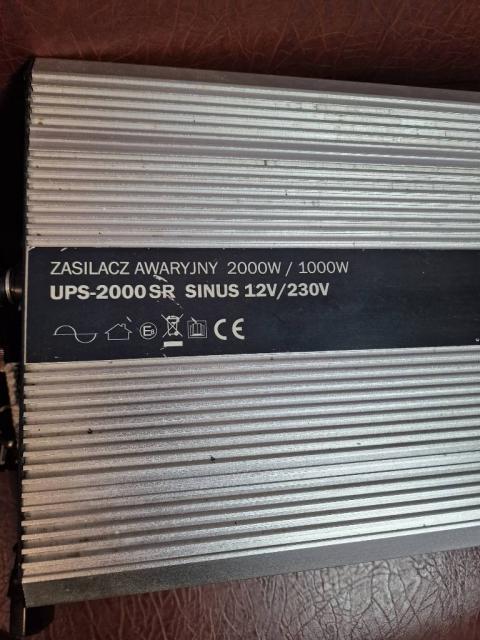 ZASILACZ AWARYJNY 2000W / 1000W
UPS-2000SR SINUS 12V/230V
CE